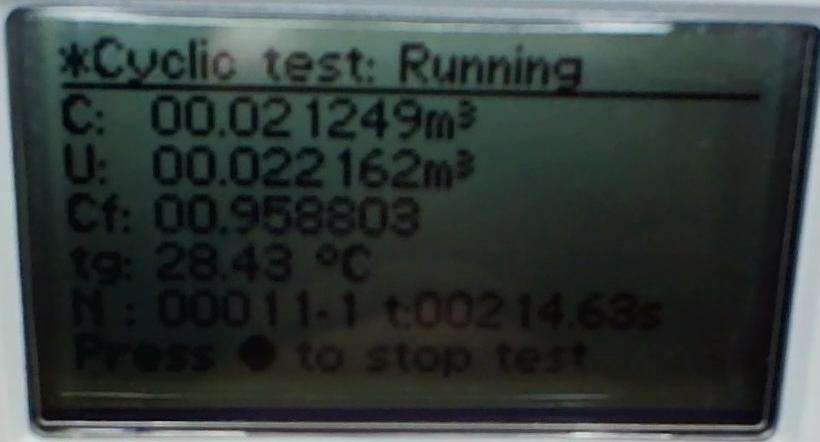 *Cyclic test: Running
C: 00.021249m³
U: 00.022162m³
Cf: 00.958803
tg: 28.43 °C
N : 00011-1 t:00214.63s
Press ● to stop test